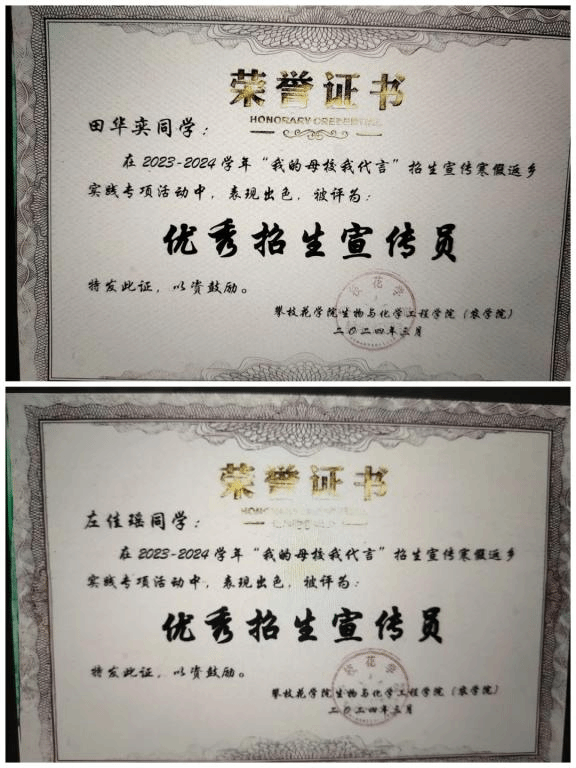 荣誉证书
HONORARY CREDENTIAL
田华奕同学：
在2023-2024学年“我的母校我代言”招生宣传寒假返乡
实践专项活动中，表现出色，被评为：
优秀招生宣传员
特发此证，以资鼓励。
攀枝花学院生物与化学工程学院（农学院）
二〇二四年三月
荣誉证书
左佳瑶同学：
在2023-2024学年“我的母校我代言”招生宣传寒假返乡
实践专项活动中，表现出色，被评为：
优秀招生宣传员
特发此证，以资鼓励。
攀枝花学院生物与化学工程学院（农学院）
二〇二四年三月